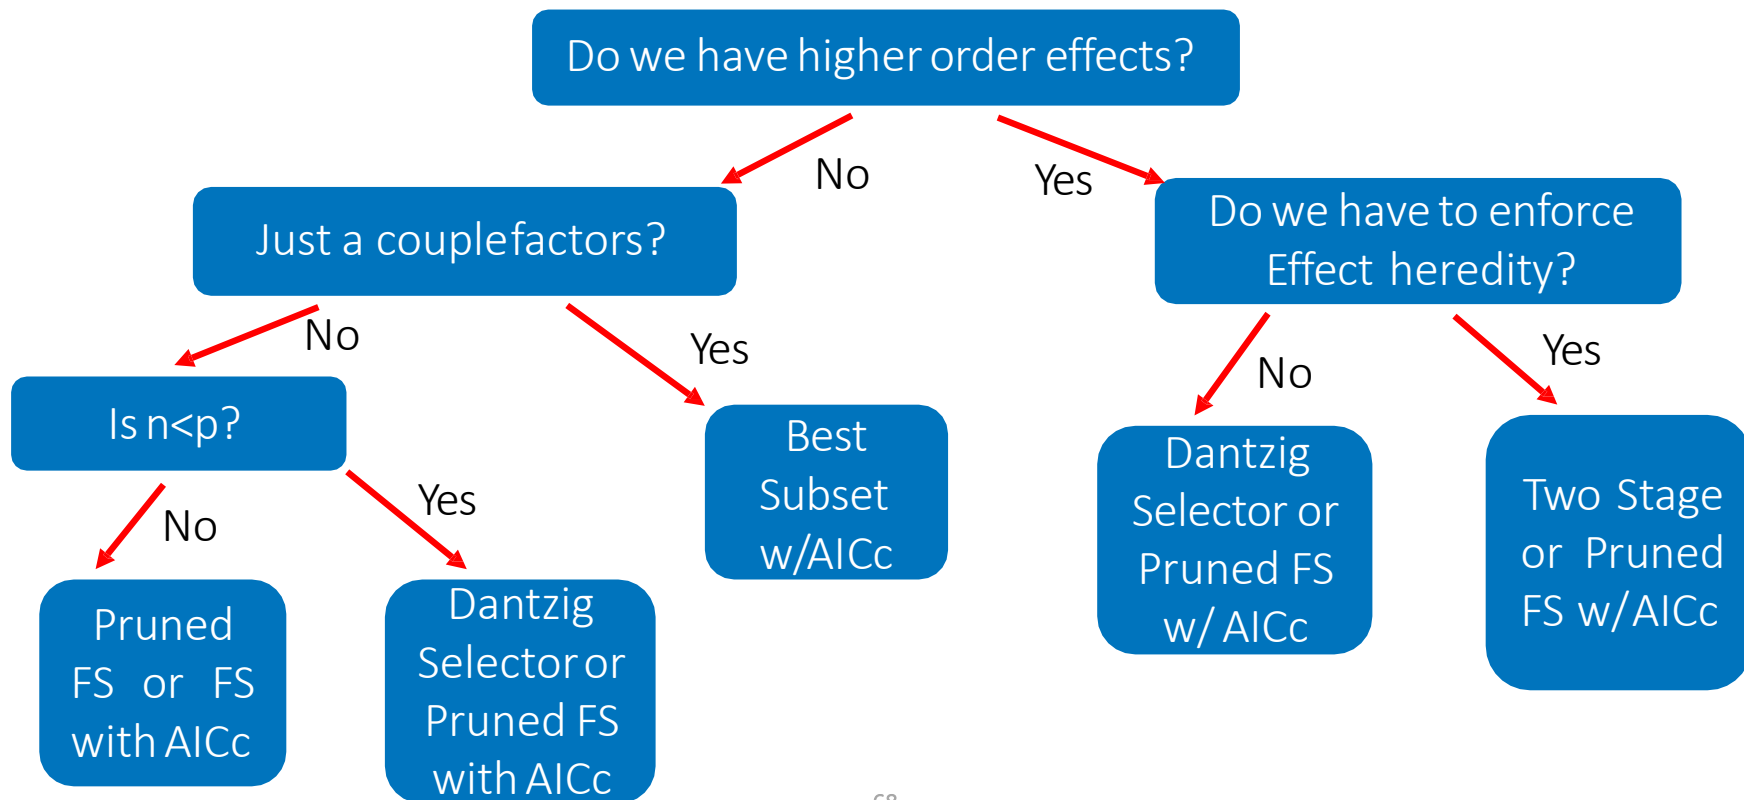 Do we have higher order effects?
No
Yes
Just a couplefactors?
Do we have to enforce
Effect heredity?
No
Yes
No
Yes
Is n<p?
Best
Subset
w/AICc
Dantzig
Selector or
Pruned FS
w/ AICc
Two Stage
or Pruned
FS w/AICc
No
Yes
Pruned
FS or FS
with AICc
Dantzig
Selector or
Pruned FS
with AICc
68